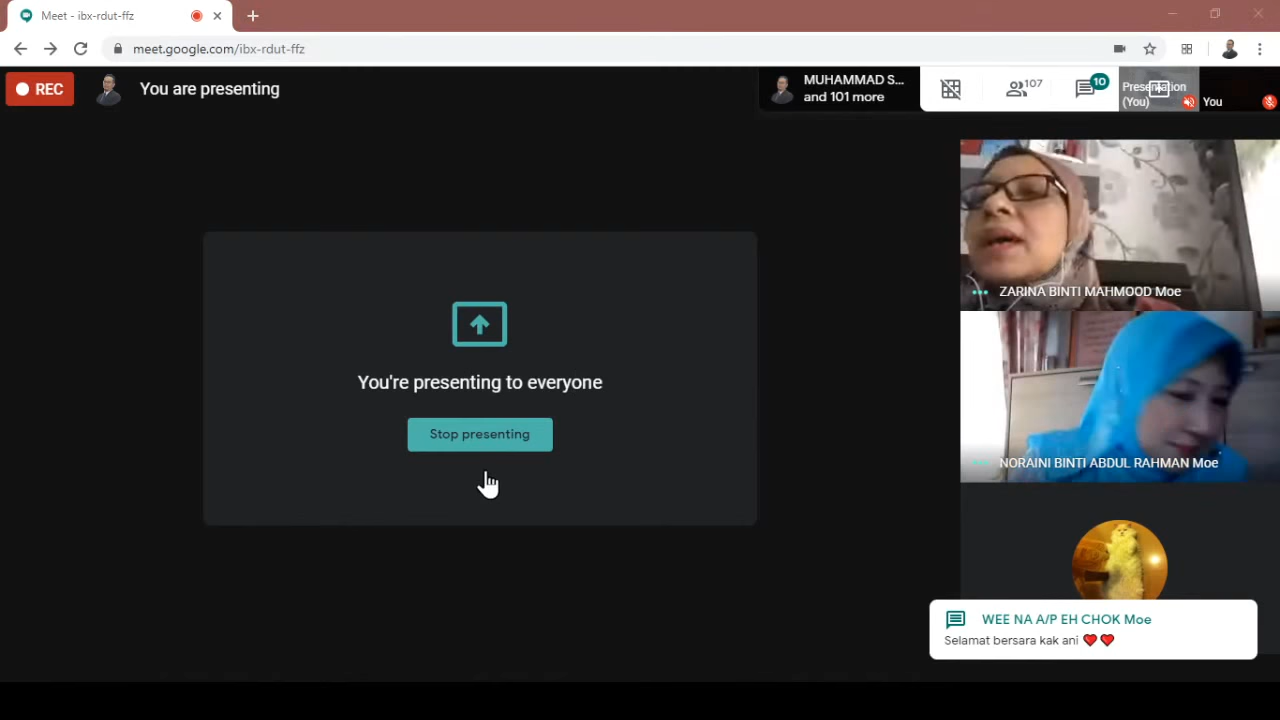 Meet - ibx-rdut-ffz
meet.google.com/ibx-rdut-ffz
REC
You are presenting
MUHAMMAD S...
and 101 more
107
10
Presentation
(You)
You
ZARINA BINTI MAHMOOD Moe
You're presenting to everyone
Stop presenting
NORAINI BINTI ABDUL RAHMAN Moe
WEE NA A/P EH CHOK Moe
Selamat bersara kak ani ❤️❤️